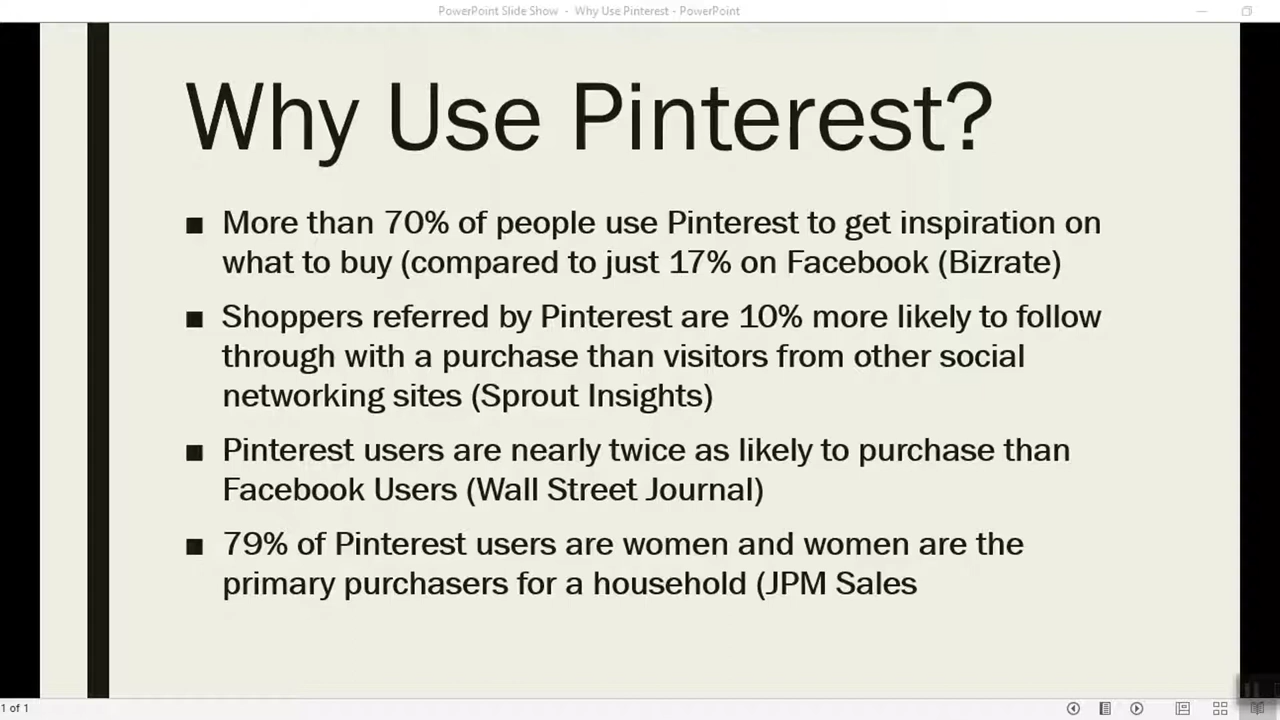 PowerPoint Slide Show - Why Use Pinterest - PowerPoint
Why Use Pinterest?
■ More than 70% of people use Pinterest to get inspiration on
what to buy (compared to just 17% on Facebook (Bizrate)
■ Shoppers referred by Pinterest are 10% more likely to follow
through with a purchase than visitors from other social
networking sites (Sprout Insights)
■ Pinterest users are nearly twice as likely to purchase than
Facebook Users (Wall Street Journal)
■ 79% of Pinterest users are women and women are the
primary purchasers for a household (JPM Sales
1 of 1